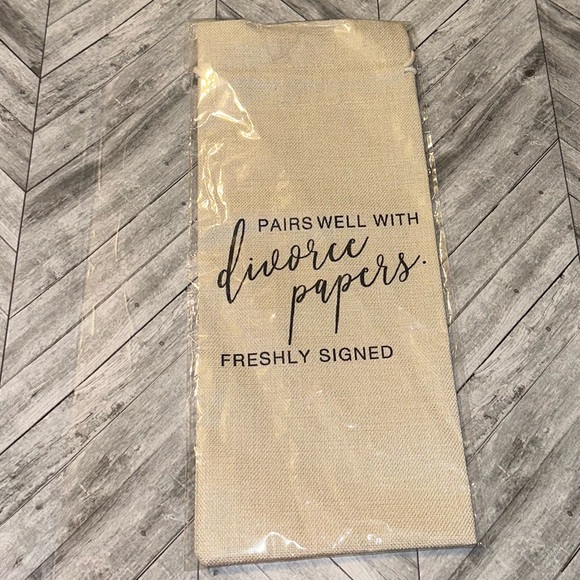 PAIRS WELL WITH
divorce
papers.
FRESHLY SIGNED